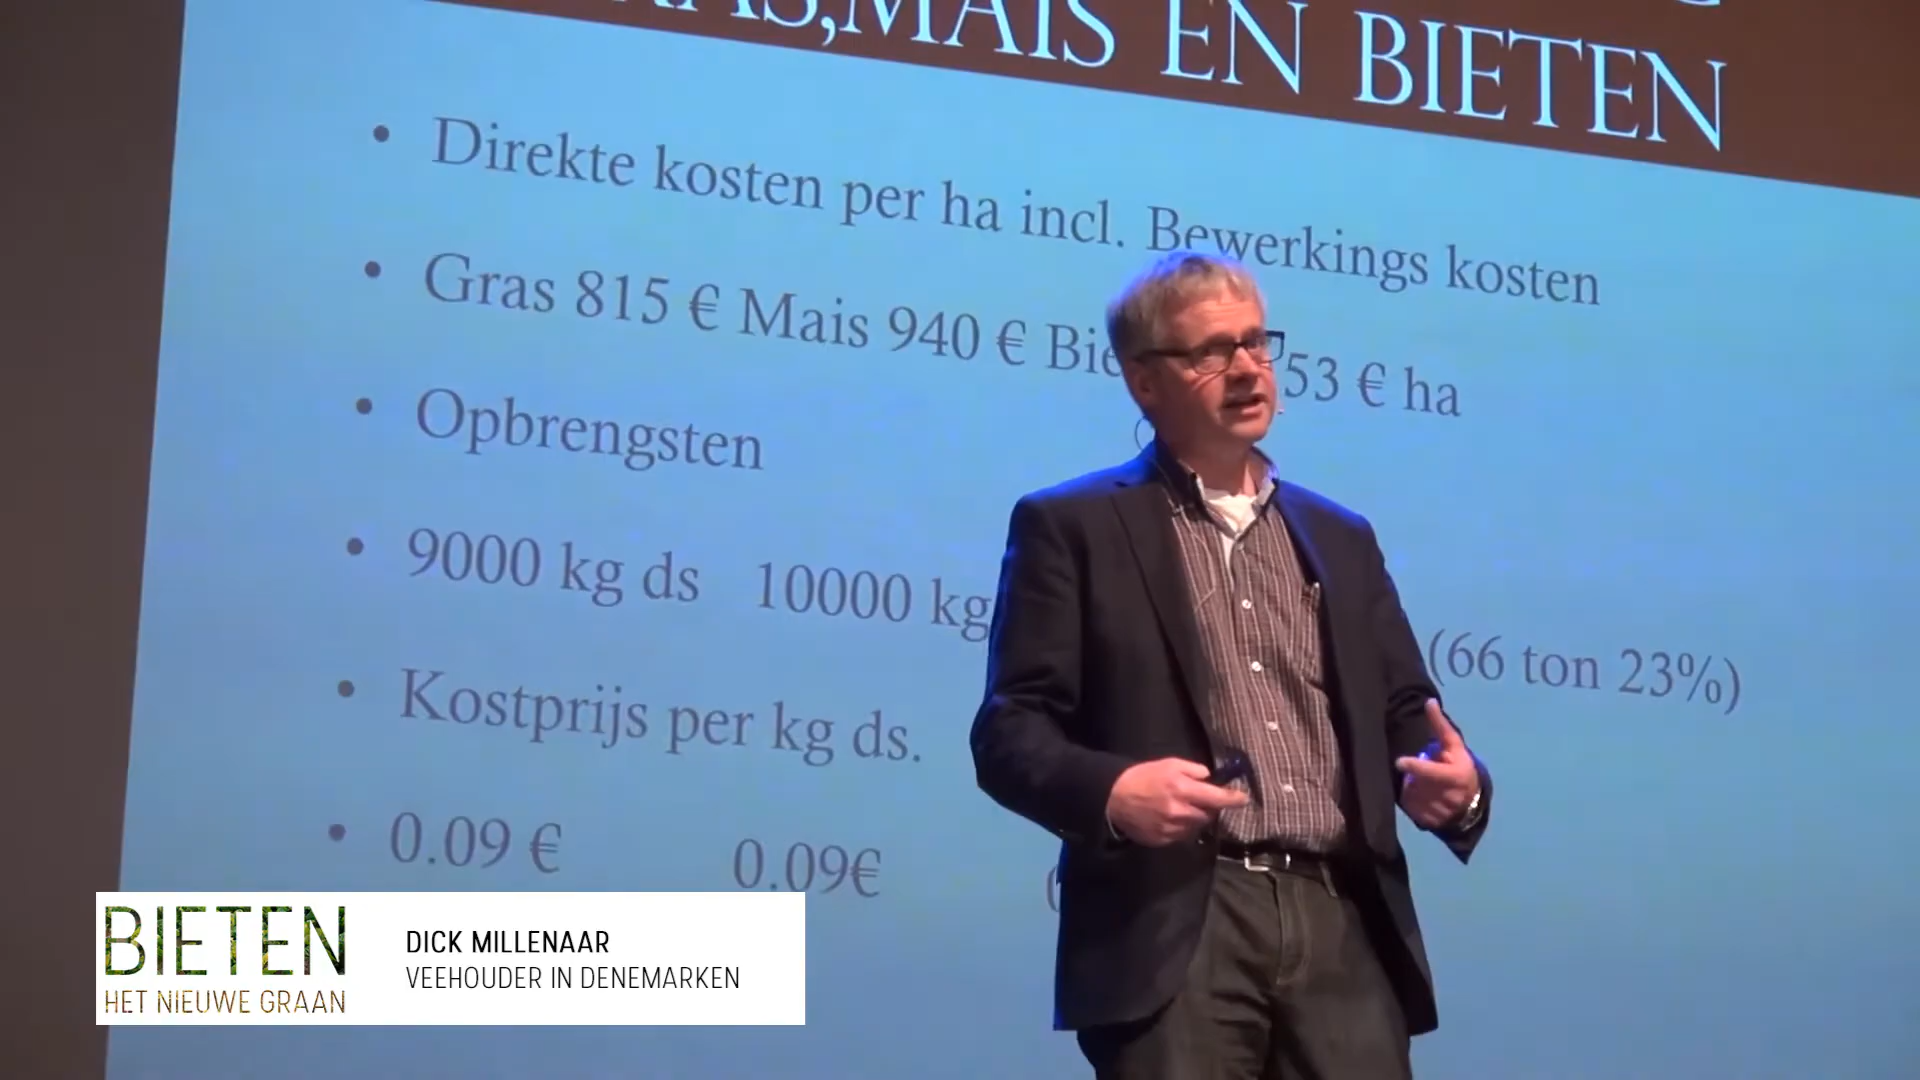 MAIS EN BIETEN
• Direkte kosten per ha incl. Bewerkings kosten
• Gras 815 € Mais 940 € 53 € ha
• Opbrengsten
• 9000 kg ds 10000 kg (66 ton 23%)
• Kostprijs per kg ds.
• 0.09 € 0.09€
BIETEN
HET NIEUWE GRAAN
DICK MILLENAAR
VEEHOUDER IN DENEMARKEN